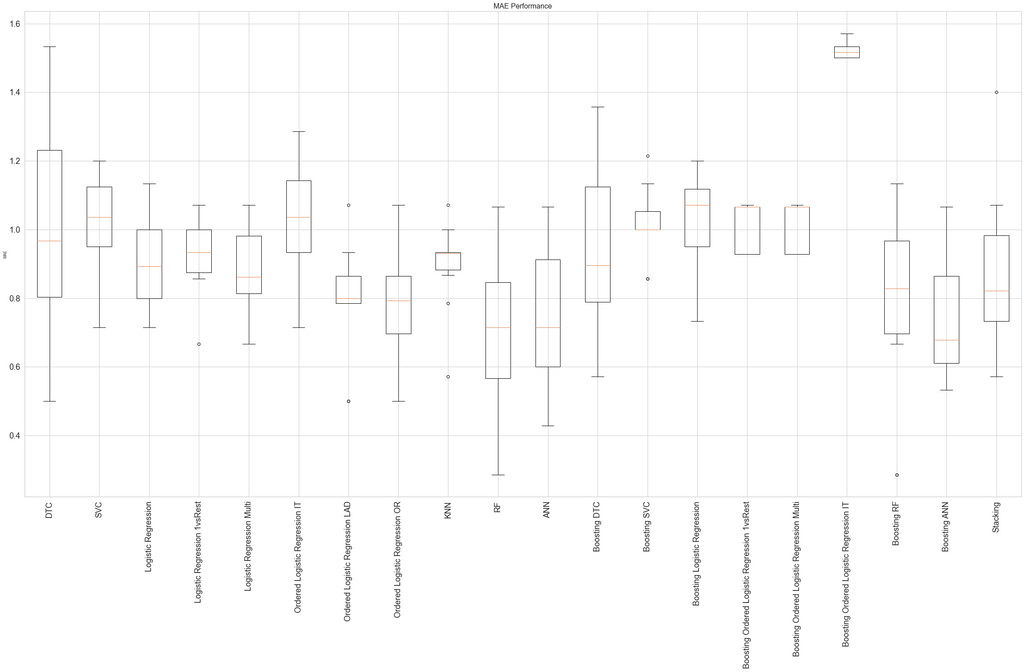 MAE Performance
1.6
1.4
1.2
1.0
0.8
0.6
0.4
MAE
DTC
SVC
Logistic Regression
Logistic Regression 1vsRest
Logistic Regression Multi
Ordered Logistic Regression IT
Ordered Logistic Regression LAD
Ordered Logistic Regression OR
KNN
RF
ANN
Boosting DTC
Boosting SVC
Boosting Logistic Regression
Boosting Ordered Logistic Regression 1vsRest
Boosting Ordered Logistic Regression Multi
Boosting Ordered Logistic Regression IT
Boosting RF
Boosting ANN
Stacking